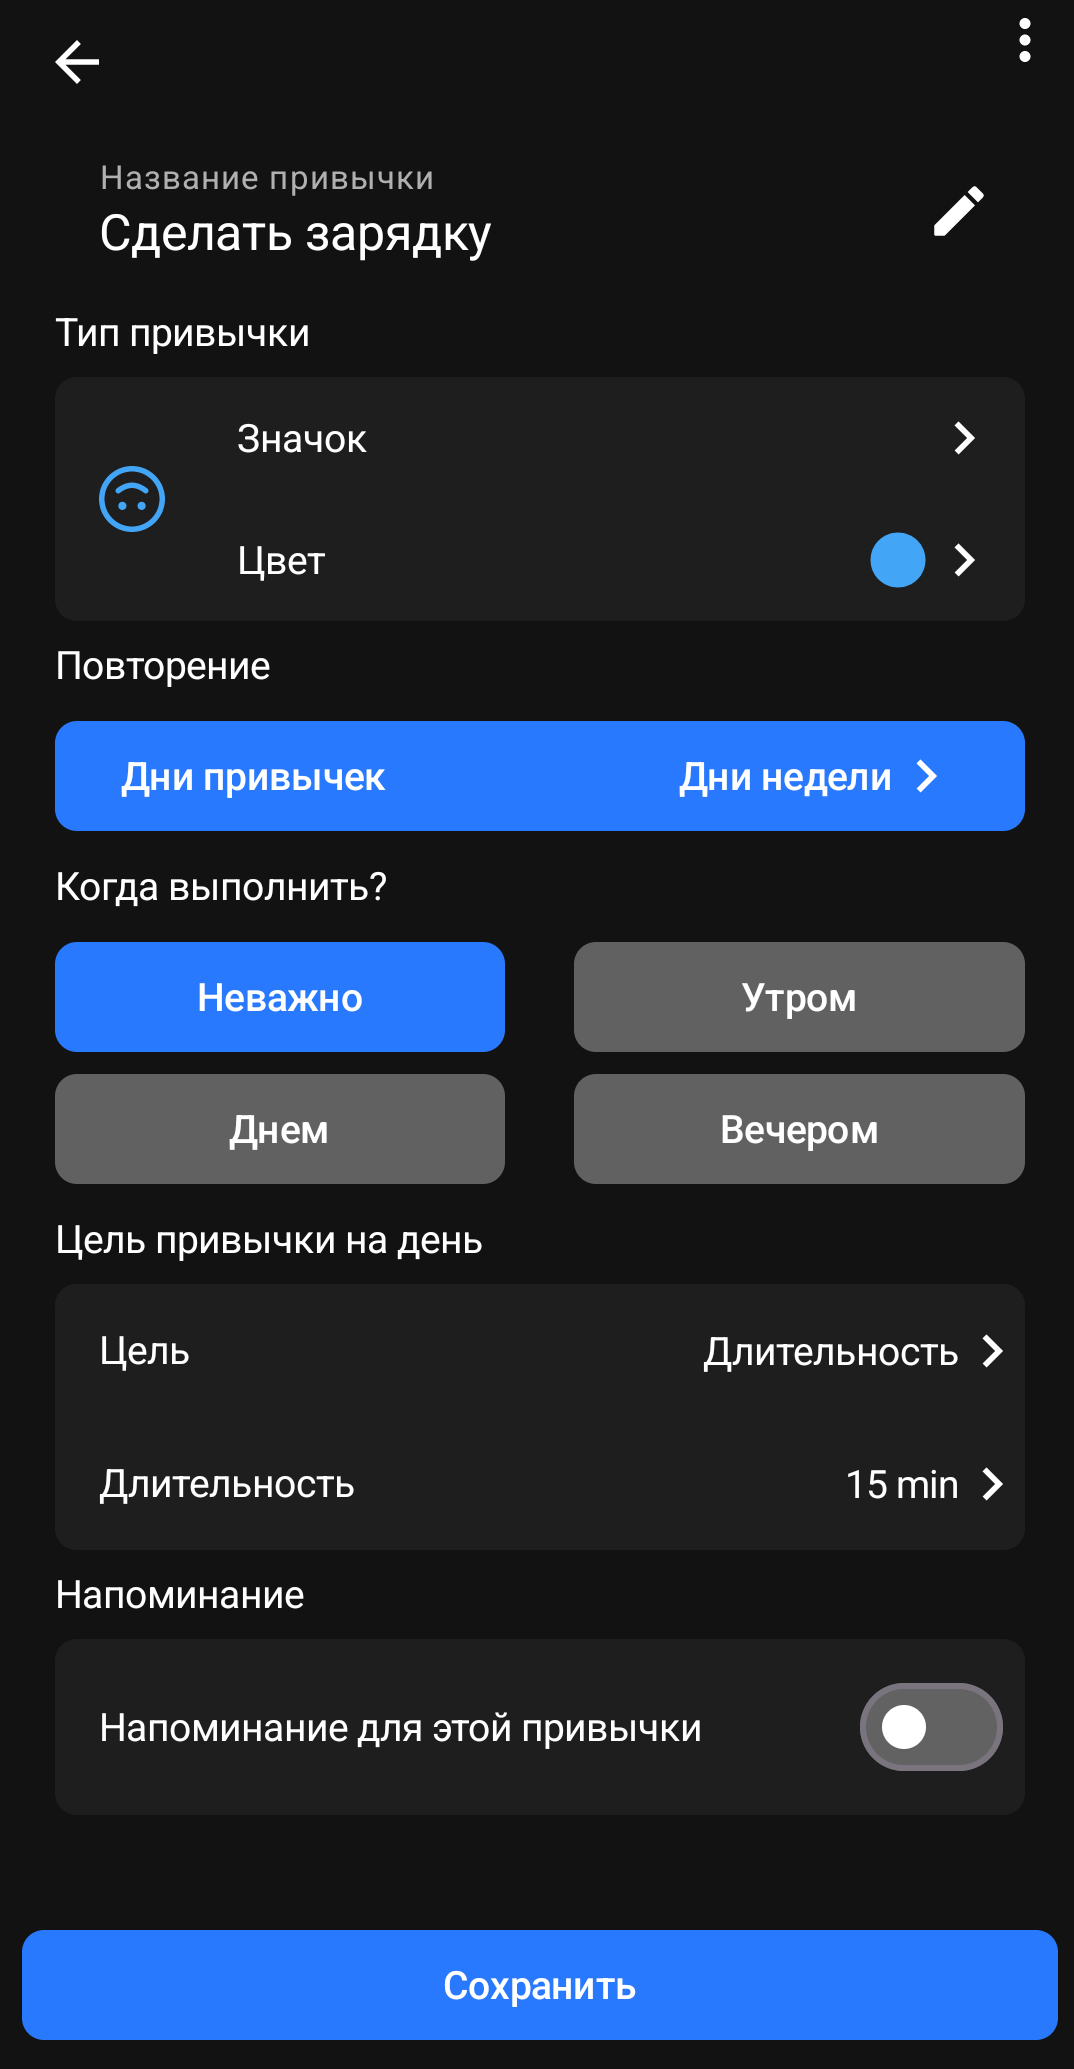 Название привычки
Сделать зарядку
Тип привычки
Значок
Цвет
Повторение
Дни привычек Дни недели
Когда выполнить?
Неважно Утром
Днем Вечером
Цель привычки на день
Цель Длительность
Длительность 15 min
Напоминание
Напоминание для этой привычки
Сохранить